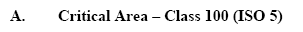 A. Critical Area – Class 100 (ISO 5)